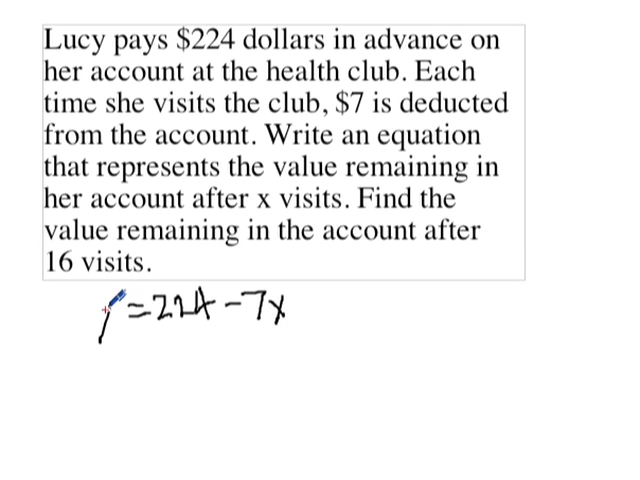 Lucy pays $224 dollars in advance on
her account at the health club. Each
time she visits the club, $7 is deducted
from the account. Write an equation
that represents the value remaining in
her account after x visits. Find the
value remaining in the account after
16 visits.
=224-7x